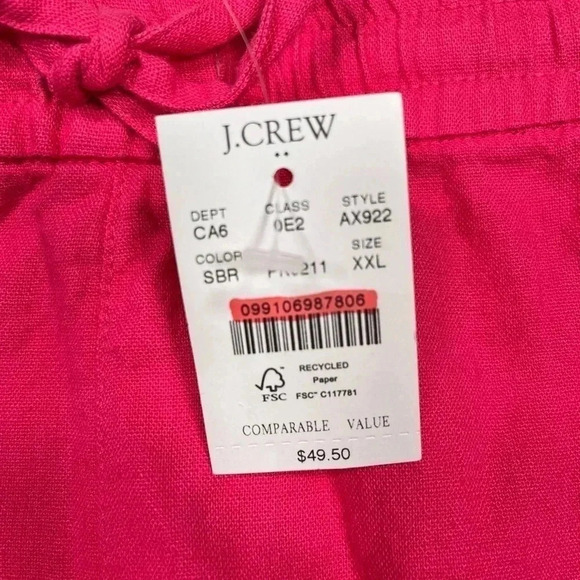 J.CREW
DEPT CLASS STYLE
CA6 0E2 AX922
COLOR SIZE
SBR 211 XXL
099106987806
RECYCLED
Paper
FSC FSC™ C117781
COMPARABLE VALUE
$49.50